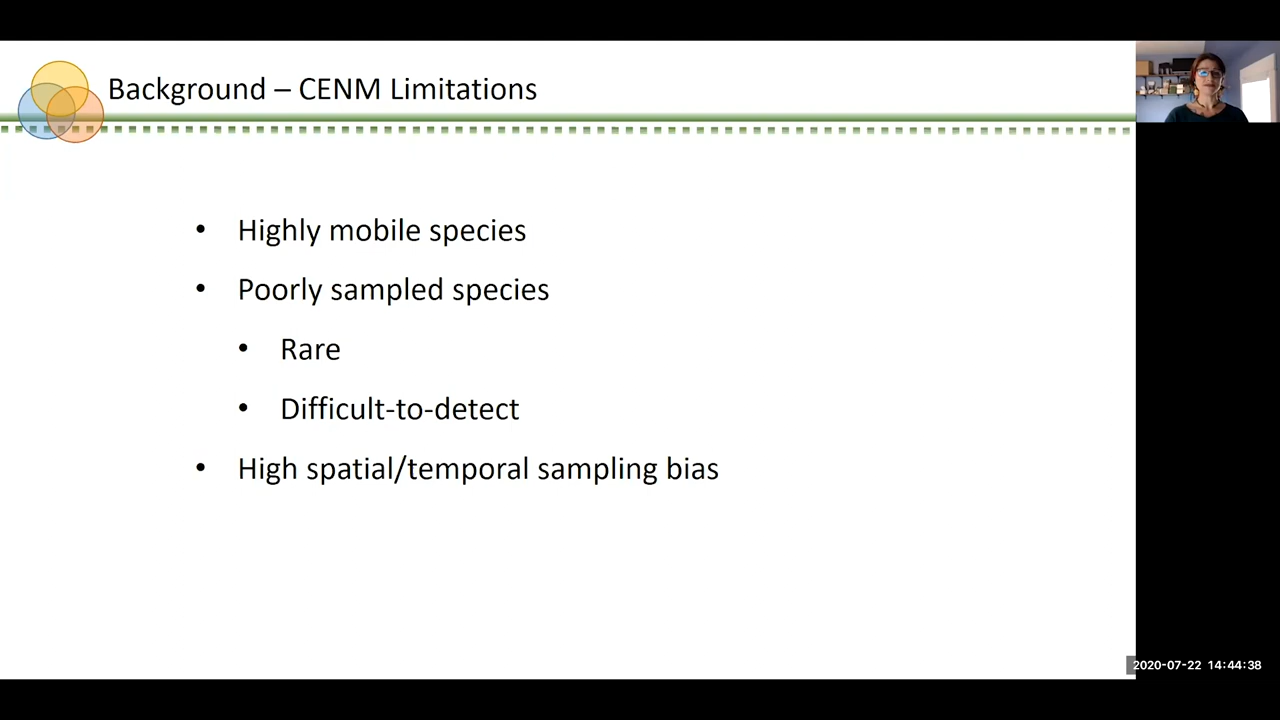 Background – CENM Limitations
• Highly mobile species
• Poorly sampled species
• Rare
• Difficult-to-detect
• High spatial/temporal sampling bias
2020-07-22 14:44:38